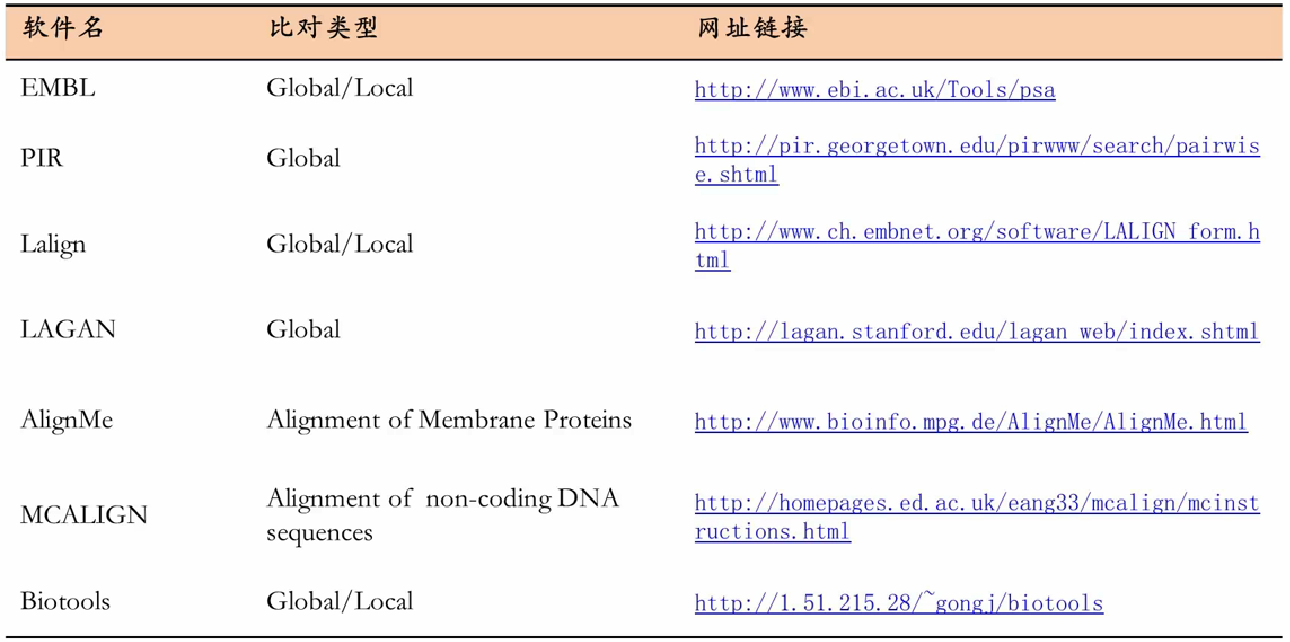 软件名 比对类型 网址链接
EMBL Global/Local http://www.ebi.ac.uk/Tools/psa
PIR Global http://pir.georgetown.edu/pirwww/search/pairwis
e.shtml
Lalign Global/Local http://www.ch.embnet.org/software/LALIGN_form.h
tml
LAGAN Global http://lagan.stanford.edu/lagan_web/index.shtml
AlignMe Alignment of Membrane Proteins http://www.bioinfo.mpg.de/AlignMe/AlignMe.html
MCALIGN Alignment of non-coding DNA http://homepages.ed.ac.uk/eang33/mcalign/mcinst
sequences ructions.html
Biotools Global/Local http://1.51.215.28/~gongj/biotools